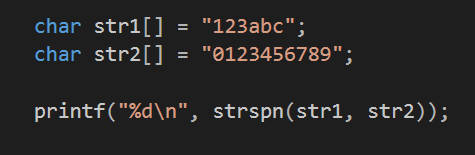 char str1[] = "123abc";
char str2[] = "0123456789";
printf("%d\n", strspn(str1, str2));